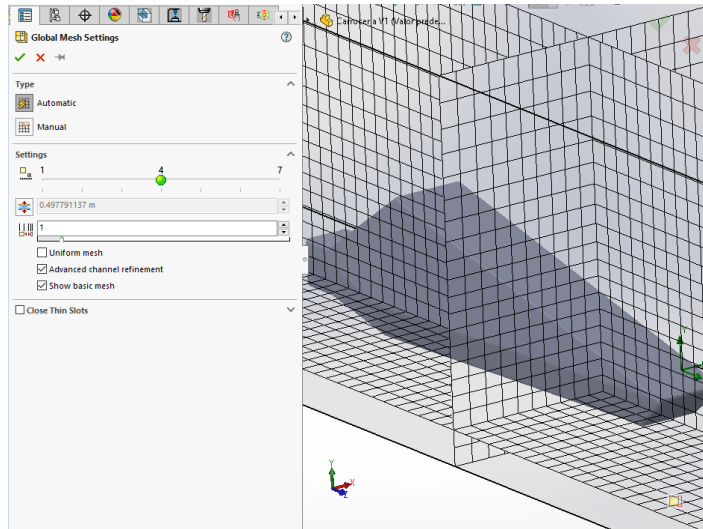 Carroceria V1 (Valor prede...
Global Mesh Settings
Type
Automatic
Manual
Settings
1 4 7
0.497791137 m
1
Uniform mesh
Advanced channel refinement
Show basic mesh
Close Thin Slots
Y
Y
X
Z